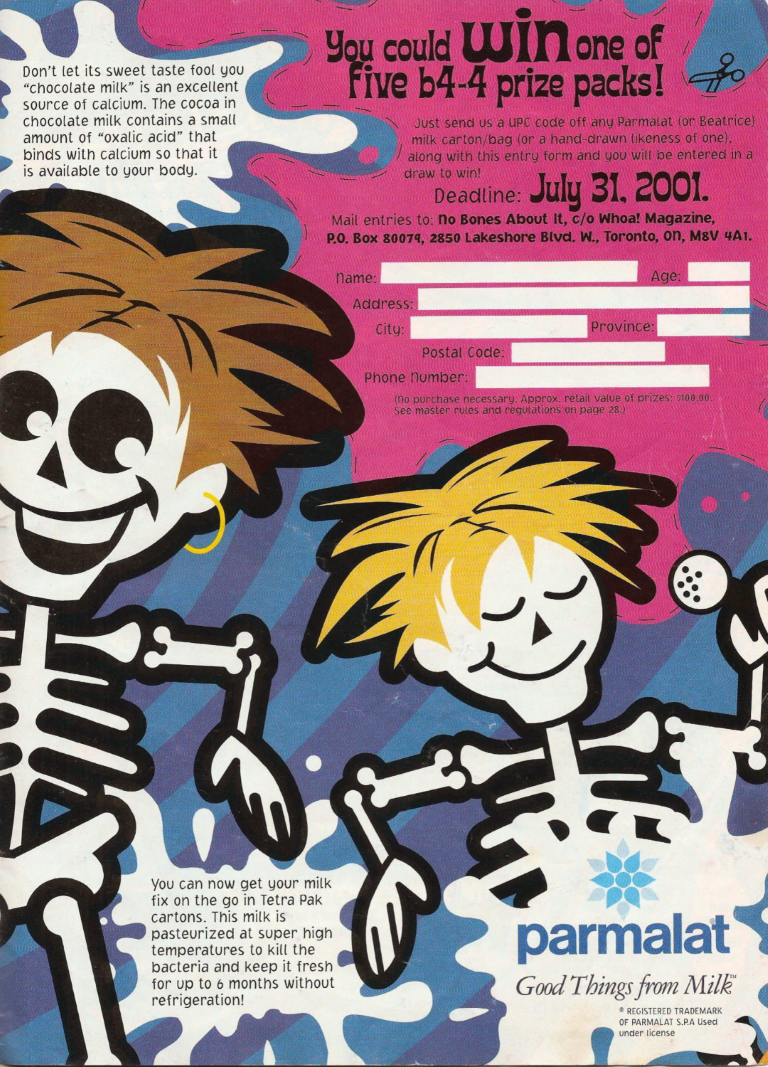 Don't let its sweet taste fool you
"chocolate milk" is an excellent
source of calcium. The cocoa in
chocolate milk contains a small
amount of "oxalic acid" that
binds with calcium so that it
is available to your body.
You could win one of
five b4-4 prize packs!
Just send us a UPC code off any Parmalat (or Beatrice)
milk carton/bag (or a hand-drawn likeness of one),
along with this entry form and you will be entered in a
draw to win!
Deadline: July 31, 2001.
Mail entries to: No Bones About It, c/o Whoa! Magazine,
P.O. Box 80079, 2850 Lakeshore Blvd. W., Toronto, ON, M8V 4A1.
Name: Age:
Address:
City: Province:
Postal Code:
Phone Number:
(No purchase necessary. Approx. retail value of prizes: $100.00.
See master rules and regulations on page 28.)
You can now get your milk
fix on the go in Tetra Pak
cartons. This milk is
pasteurized at super high
temperatures to kill the
bacteria and keep it fresh
for up to 6 months without
refrigeration!
parmalat
Good Things from Milk™
® REGISTERED TRADEMARK
OF PARMALAT S.P.A Used
under license